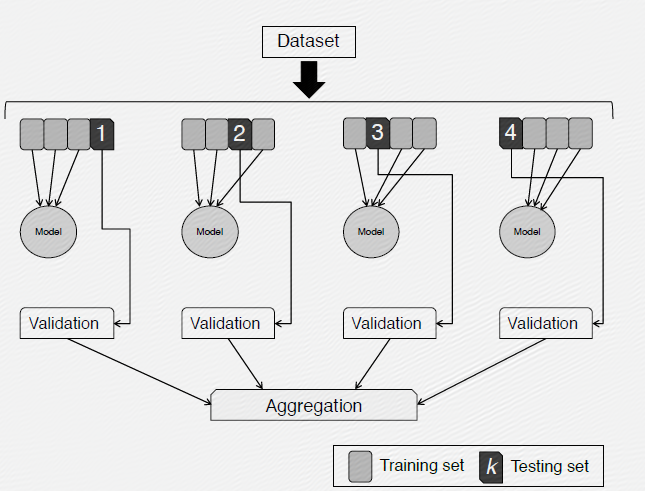 Dataset
1 2 3 4
Model Model Model Model
Validation Validation Validation Validation
Aggregation
Training set k Testing set